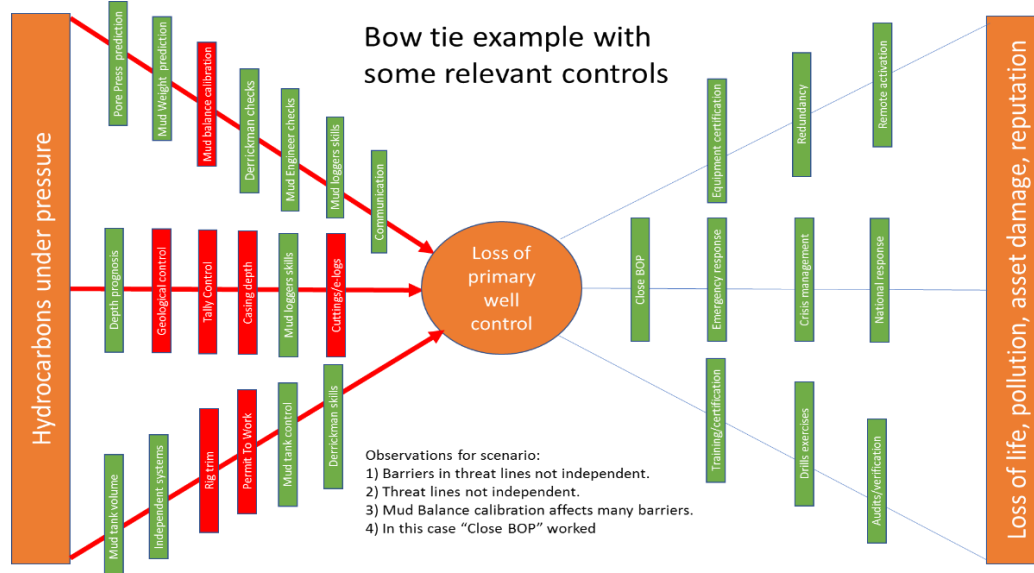 Bow tie example with
some relevant controls
Hydrocarbons under pressure
Pore Press prediction
Mud Weight prediction
Mud balance calibration
Derrickman checks
Mud Engineer checks
Mud loggers skills
Communication
Depth prognosis
Geological control
Tally Control
Casing depth
Mud loggers skills
Cuttings/e-logs
Mud tank volume
Independent systems
Rig trim
Permit To Work
Mud tank control
Derrickman skills
Loss of
primary
well
control
Equipment certification
Redundancy
Remote activation
Close BOP
Emergency response
Crisis management
National response
Training/certification
Drills exercises
Audits/verification
Loss of life, pollution, asset damage, reputation
Observations for scenario:
1) Barriers in threat lines not independent.
2) Threat lines not independent.
3) Mud Balance calibration affects many barriers.
4) In this case “Close BOP” worked